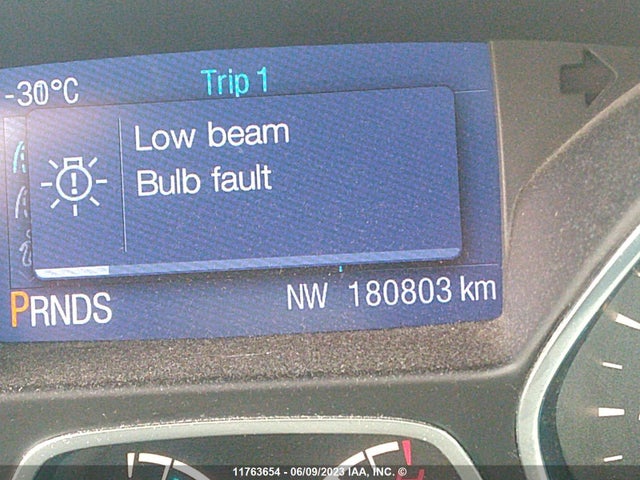 -30°C
Trip 1
Low beam
Bulb fault
PRNDS
NW 180803 km
11763654 - 06/09/2023 IAA, INC. ©